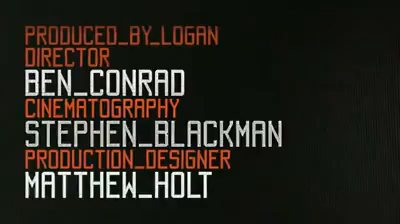 PRODUCED_BY_LOGAN
DIRECTOR
BEN_CONRAD
CINEMATOGRAPHY
STEPHEN_BLACKMAN
PRODUCTION_DESIGNER
MATTHEW_HOLT